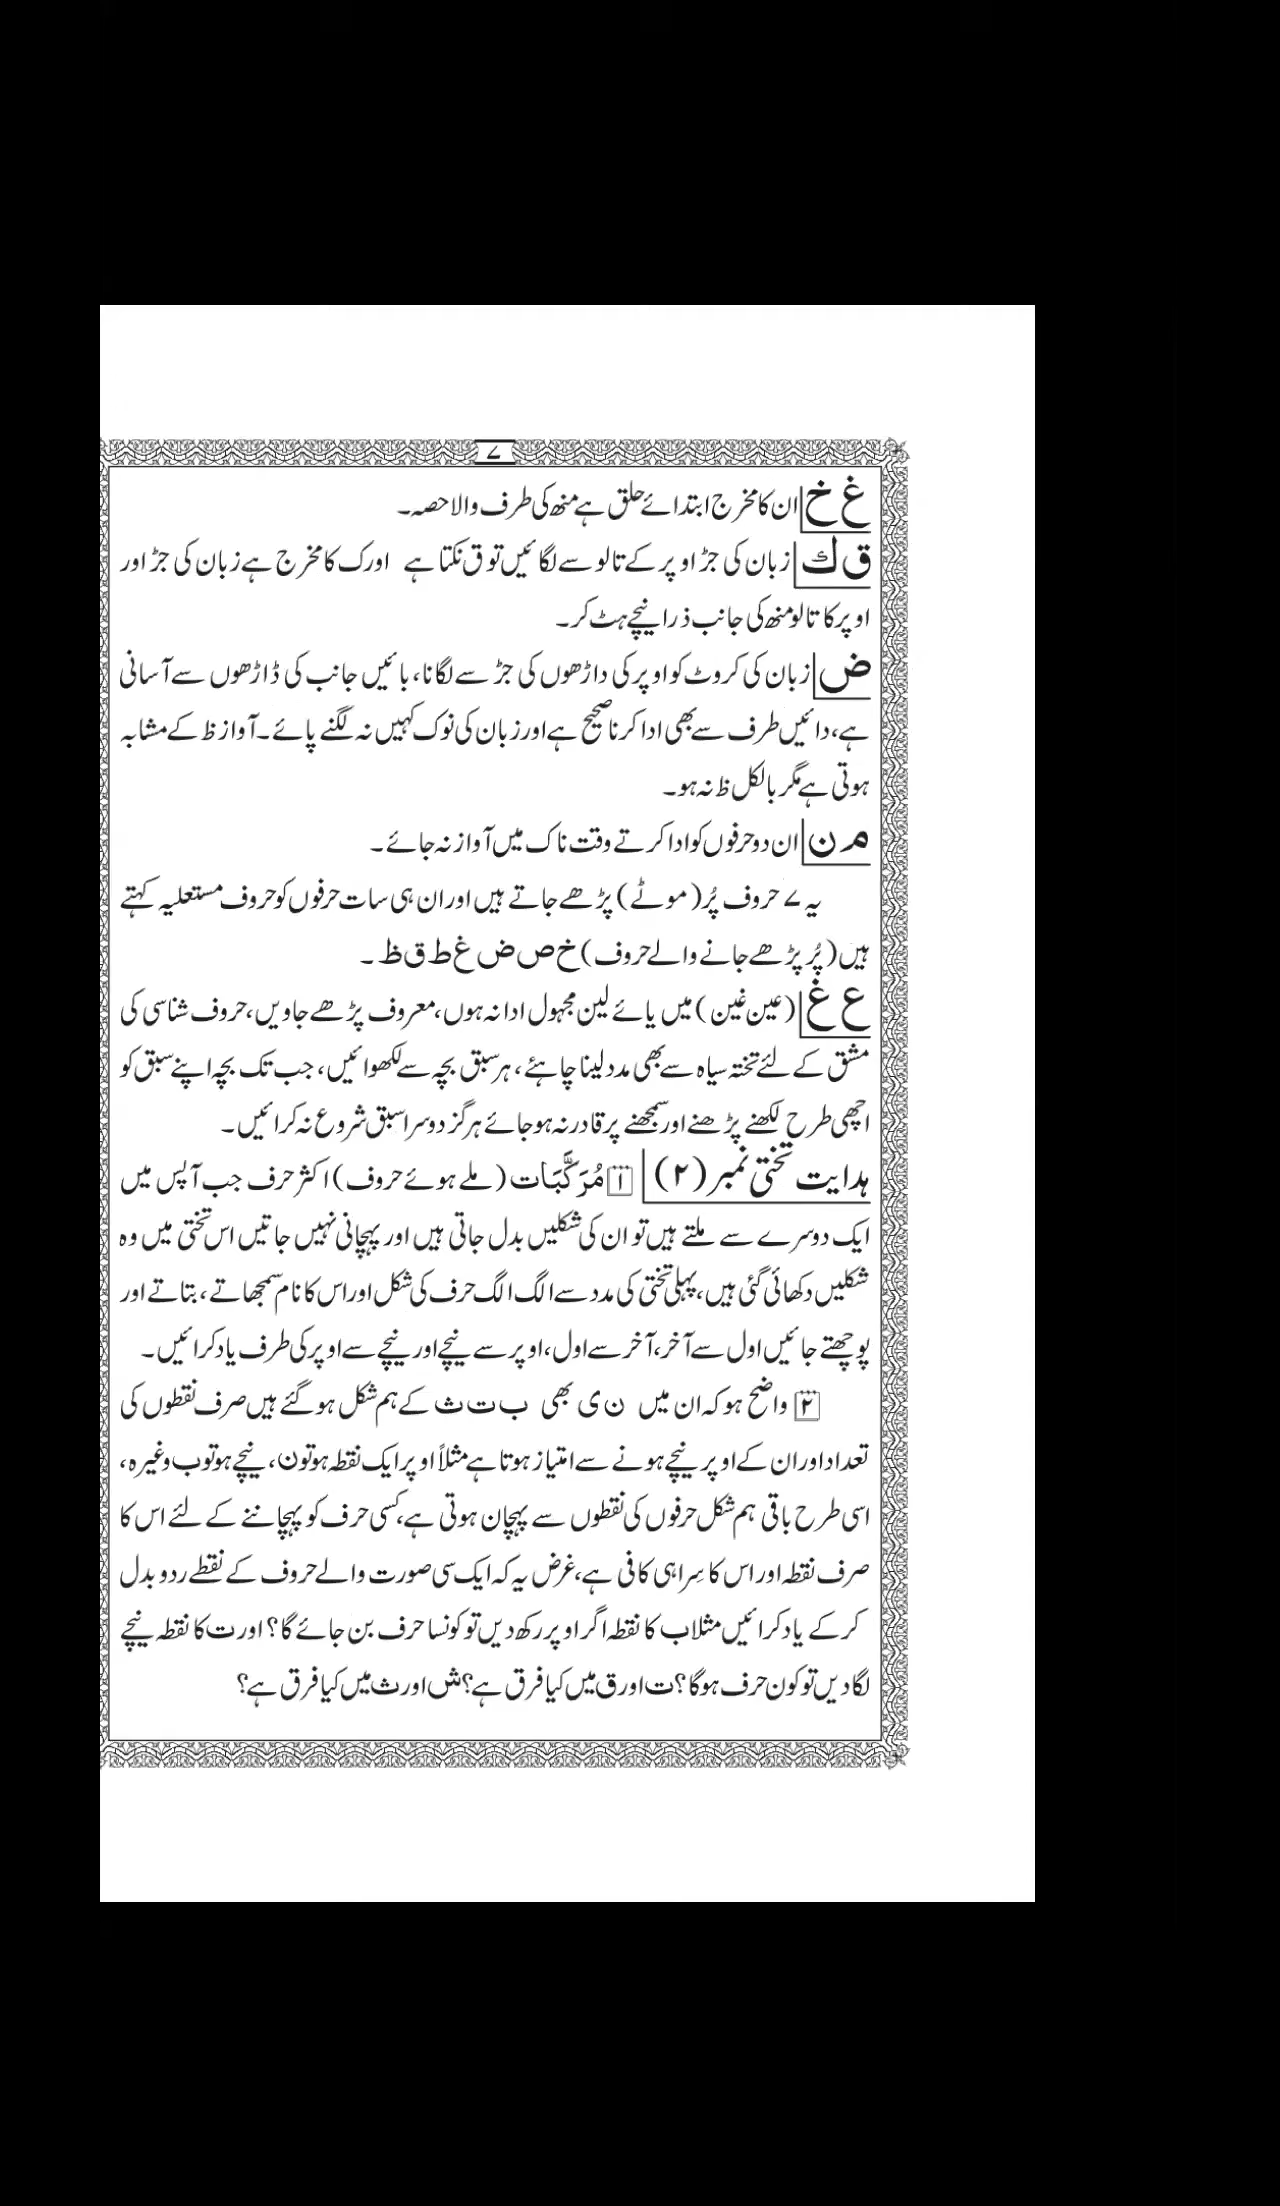 ۷
غ خ ان کا مخرج ابتدائے حلق ہے منھ کی طرف والا حصہ۔
ق ك زبان کی جڑ اوپر کے تالو سے لگائیں تو ق نکتا ہے اور ک کا مخرج ہے زبان کی جڑ اور
اوپر کا تالو منھ کی جانب ذرا نیچے ہٹ کر۔
ض زبان کی کروٹ کو اوپر کی داڑھوں کی جڑ سے لگانا، بائیں جانب کی ڈاڑھوں سے آسانی
ہے، دائیں طرف سے بھی ادا کرنا صحیح ہے اور زبان کی نوک کہیں نہ لگنے پائے۔ آواز ظ کے مشابہ
ہوتی ہے مگر بالکل ظ نہ ہو۔
م ن ان دو حرفوں کو ادا کرتے وقت ناک میں آواز نہ جائے۔
یہ ۷ حروف پُر (موٹے) پڑھے جاتے ہیں اور ان ہی سات حرفوں کو حروف مستعلیہ کہتے
ہیں (پُر پڑھے جانے والے حروف) خ ص ض غ ط ق ظ ۔
ع غ (عین غین) میں یائے لین مجہول ادا نہ ہوں، معروف پڑھے جاویں، حروف شناسی کی
مشق کے لئے تختہ سیاہ سے بھی مدد لینا چاہئے، ہر سبق بچہ سے لکھوائیں، جب تک بچہ اپنے سبق کو
اچھی طرح لکھنے پڑھنے اور سمجھنے پر قادر نہ ہو جائے ہرگز دوسرا سبق شروع نہ کرائیں۔
ہدایت تختی نمبر (۲) ۱ مُرَكَّبَات (ملے ہوئے حروف) اکثر حرف جب آپس میں
ایک دوسرے سے ملتے ہیں تو ان کی شکلیں بدل جاتی ہیں اور پہچانی نہیں جاتیں اس تختی میں وہ
شکلیں دکھائی گئی ہیں، پہلی تختی کی مدد سے الگ الگ حرف کی شکل اور اس کا نام سمجھاتے، بتاتے اور
پوچھتے جائیں اول سے آخر، آخر سے اول، اوپر سے نیچے اور نیچے سے اوپر کی طرف یاد کرائیں۔
۲ واضح ہو کہ ان میں ن ی بھی ب ت ث کے ہم شکل ہو گئے ہیں صرف نقطوں کی
تعداد اور ان کے اوپر نیچے ہونے سے امتیاز ہوتا ہے مثلاً اوپر ایک نقطہ ہو تو ن، نیچے ہو تو ب وغیرہ،
اسی طرح باقی ہم شکل حرفوں کی نقطوں سے پہچان ہوتی ہے، کسی حرف کو پہچاننے کے لئے اس کا
صرف نقطہ اور اس کا سِرا ہی کافی ہے، غرض یہ کہ ایک سی صورت والے حروف کے نقطے ردوبدل
کر کے یاد کرائیں مثلاب کا نقطہ اگر اوپر رکھ دیں تو کونسا حرف بن جائے گا؟ اور ت کا نقطہ نیچے
لگا دیں تو کون حرف ہوگا؟ ت اور ق میں کیا فرق ہے؟ ش اور ث میں کیا فرق ہے؟